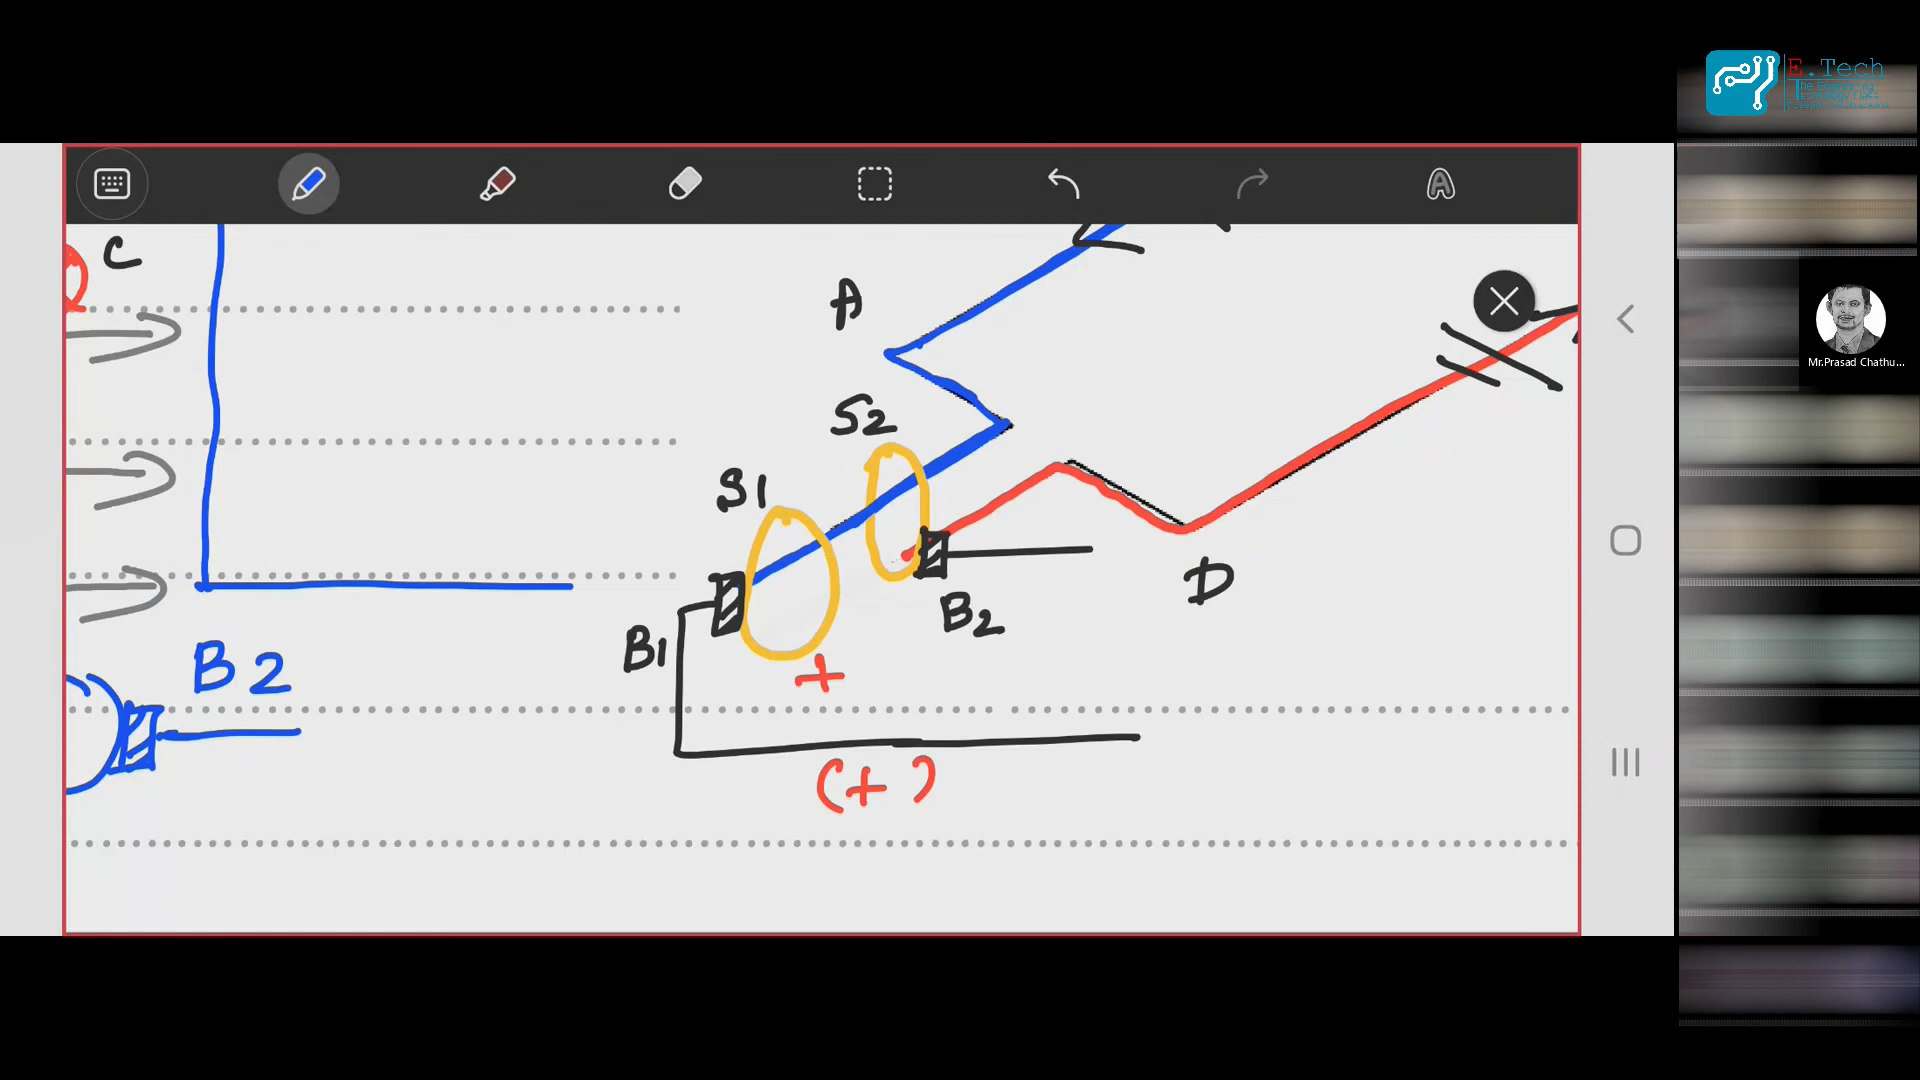 E.Tech
C
A
S2
S1
B1
B2
D
B2
+
(+)
Mr.Prasad Chathu...